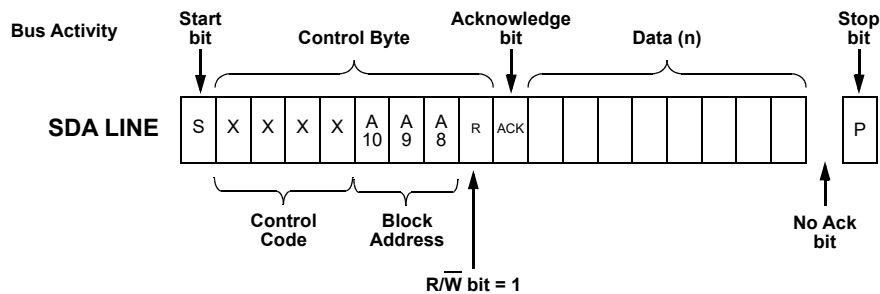 Bus Activity
Start
bit
Control Byte
Acknowledge
bit
Data (n)
Stop
bit
SDA LINE
S
X
X
X
X
A
10
A
9
A
8
R
ACK
P
Control
Code
Block
Address
No Ack
bit
R/W̅ bit = 1